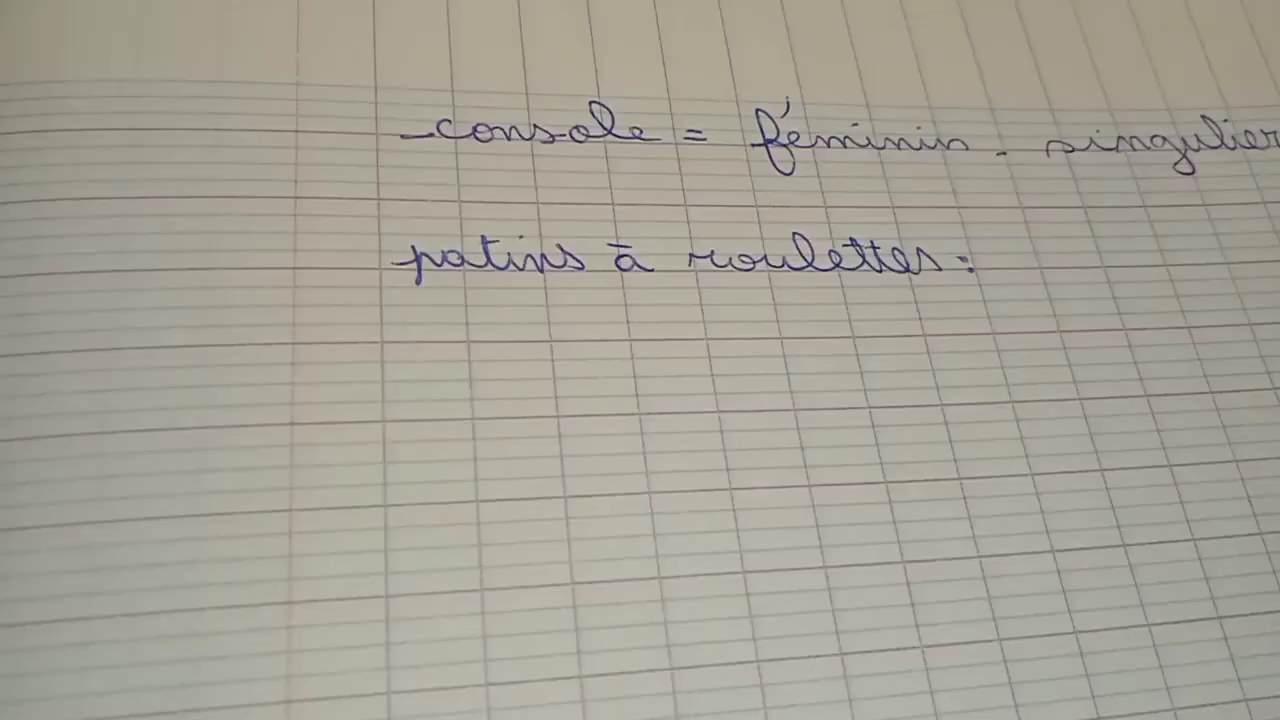 -console = féminin - singulier
patins à roulettes :